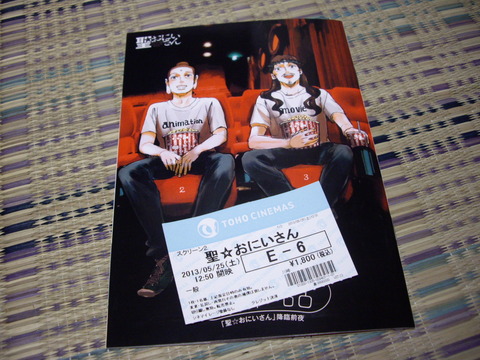 聖おにいさん
animation
movie
2
3
TOHO CINEMAS
スクリーン2
聖☆おにいさん
2013/05/25(土)
12:50 開映
E-6
一般
¥1,800(税込)
「聖☆おにいさん」降臨前夜